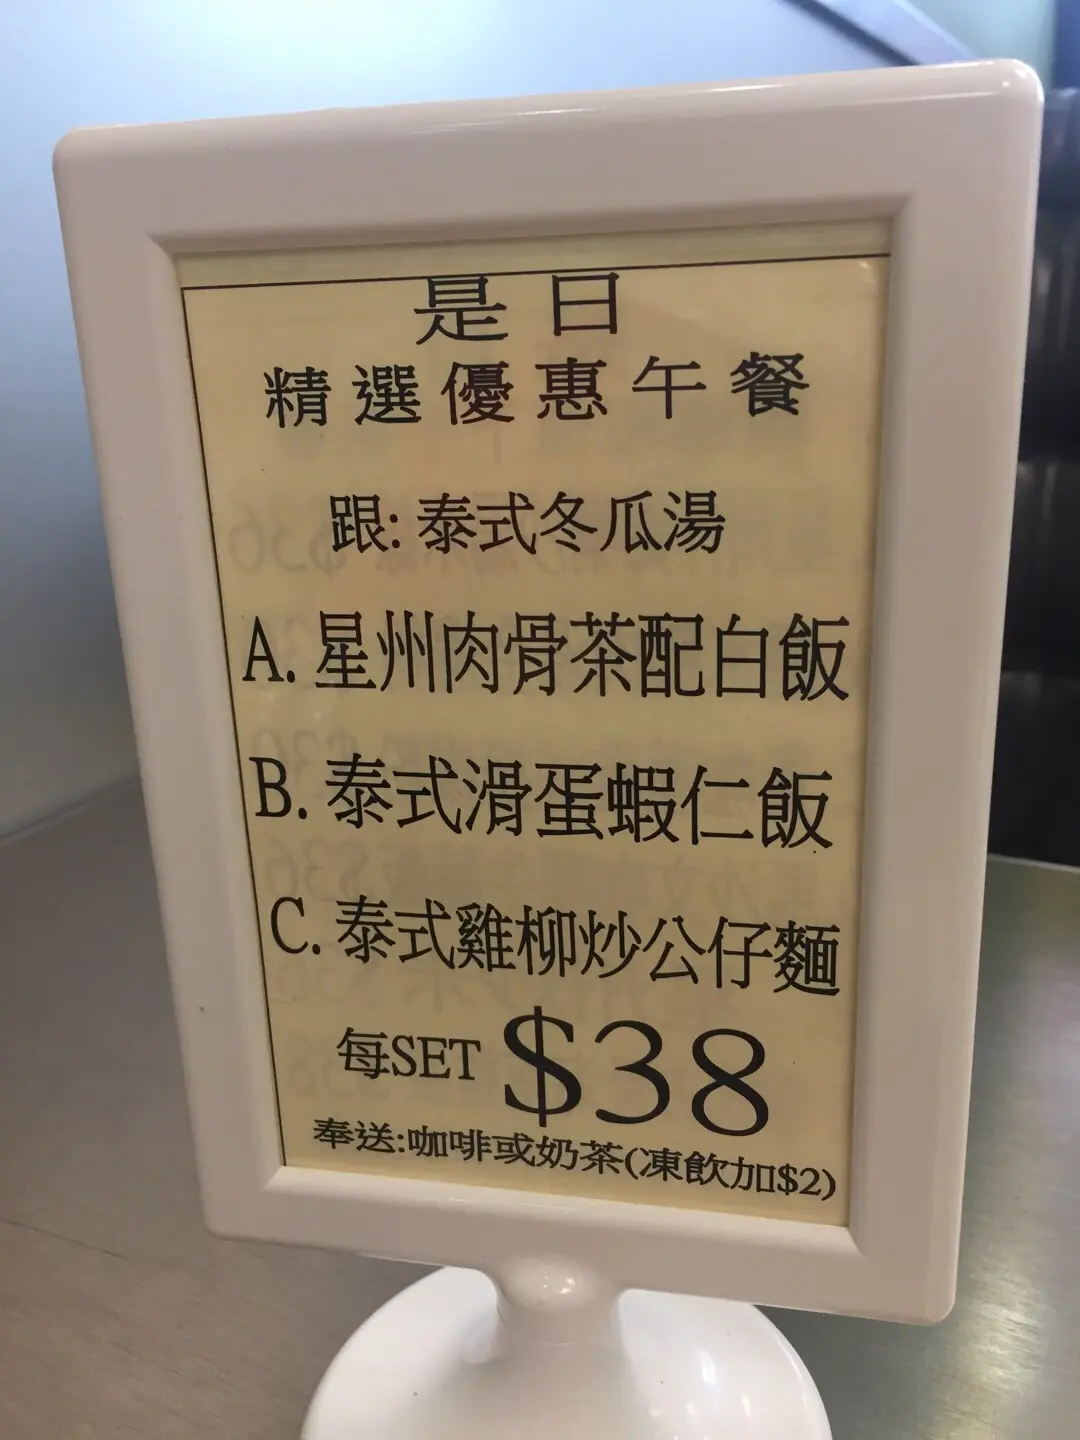 是日
精選優惠午餐
跟: 泰式冬瓜湯
A. 星州肉骨茶配白飯
B. 泰式滑蛋蝦仁飯
C. 泰式雞柳炒公仔麵
每SET $38
奉送:咖啡或奶茶(凍飲加$2)